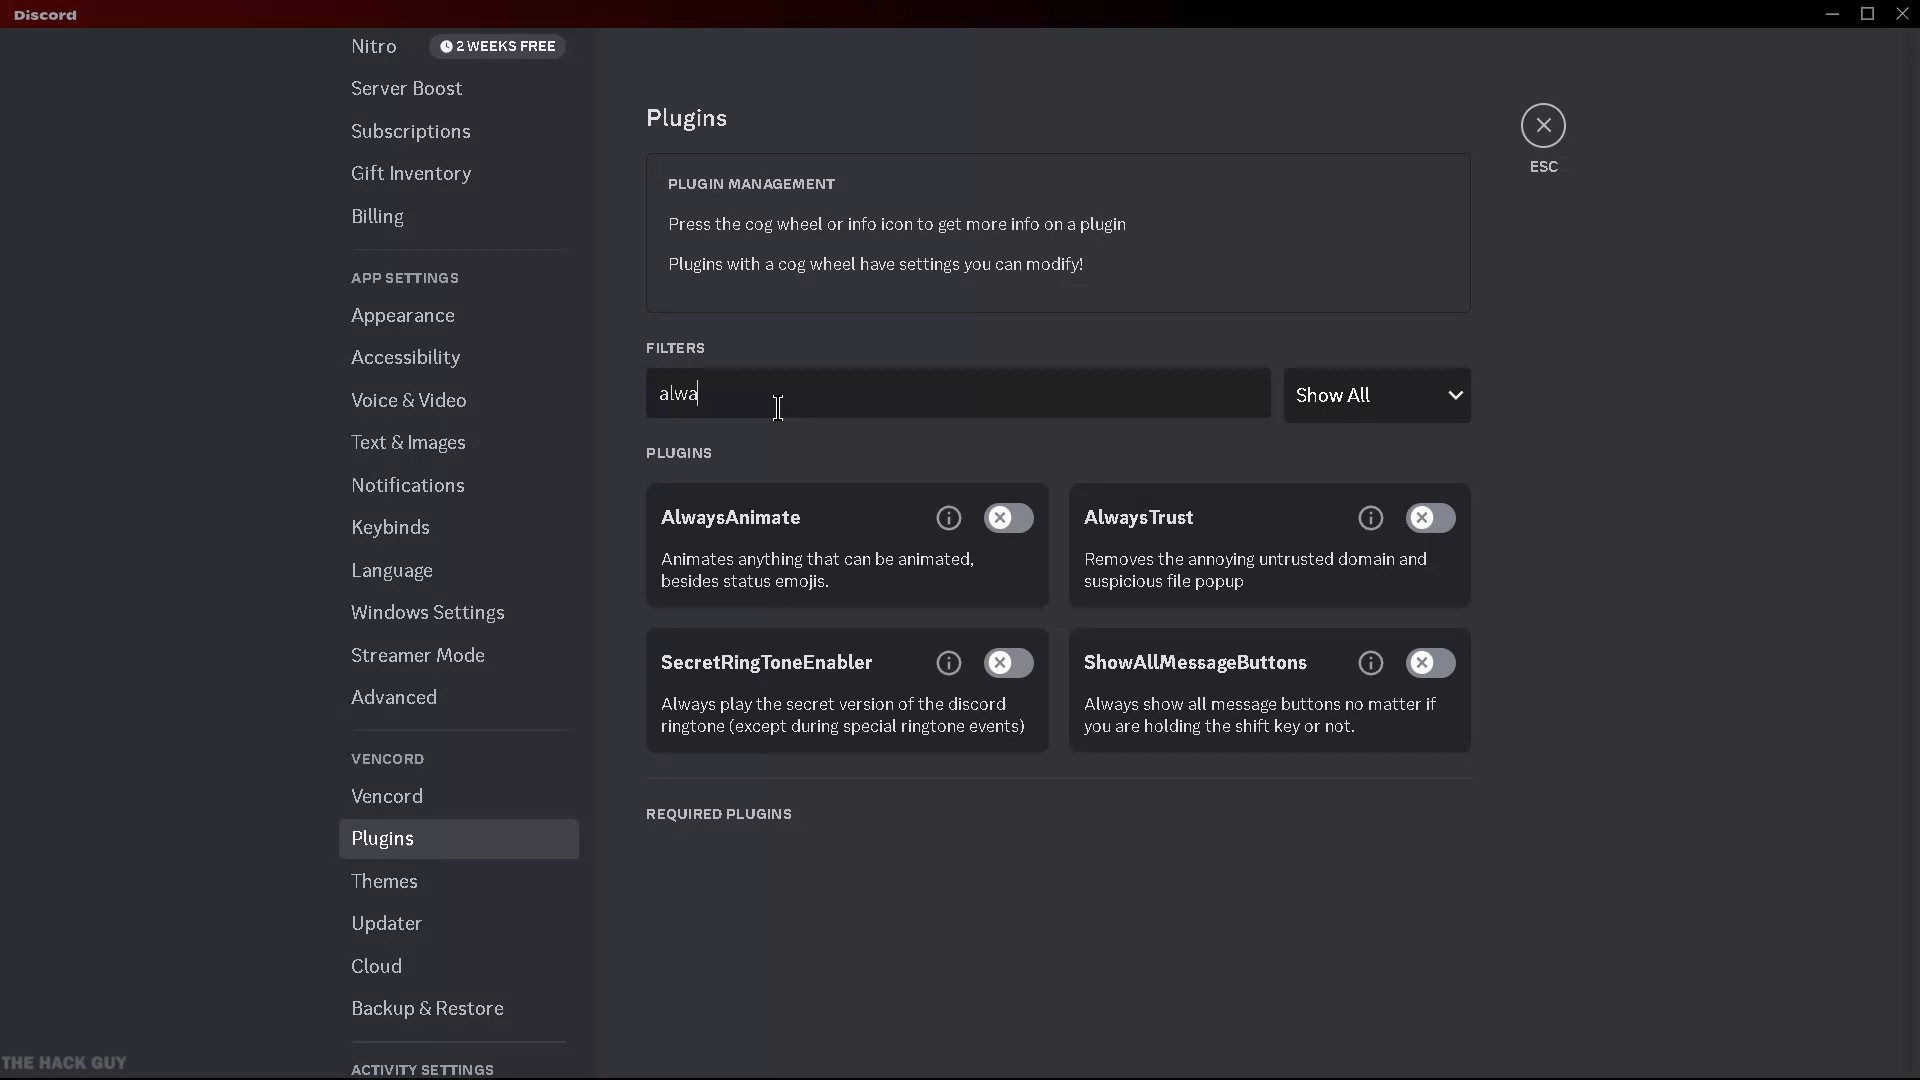 Discord
Nitro
2 WEEKS FREE
Server Boost
Subscriptions
Gift Inventory
Billing
APP SETTINGS
Appearance
Accessibility
Voice & Video
Text & Images
Notifications
Keybinds
Language
Windows Settings
Streamer Mode
Advanced
VENCORD
Vencord
Plugins
Themes
Updater
Cloud
Backup & Restore
ACTIVITY SETTINGS
Plugins
ESC
PLUGIN MANAGEMENT
Press the cog wheel or info icon to get more info on a plugin
Plugins with a cog wheel have settings you can modify!
FILTERS
alwa
Show All
PLUGINS
AlwaysAnimate
Animates anything that can be animated,
besides status emojis.
AlwaysTrust
Removes the annoying untrusted domain and
suspicious file popup
SecretRingToneEnabler
Always play the secret version of the discord
ringtone (except during special ringtone events)
ShowAllMessageButtons
Always show all message buttons no matter if
you are holding the shift key or not.
REQUIRED PLUGINS
THE HACK GUY